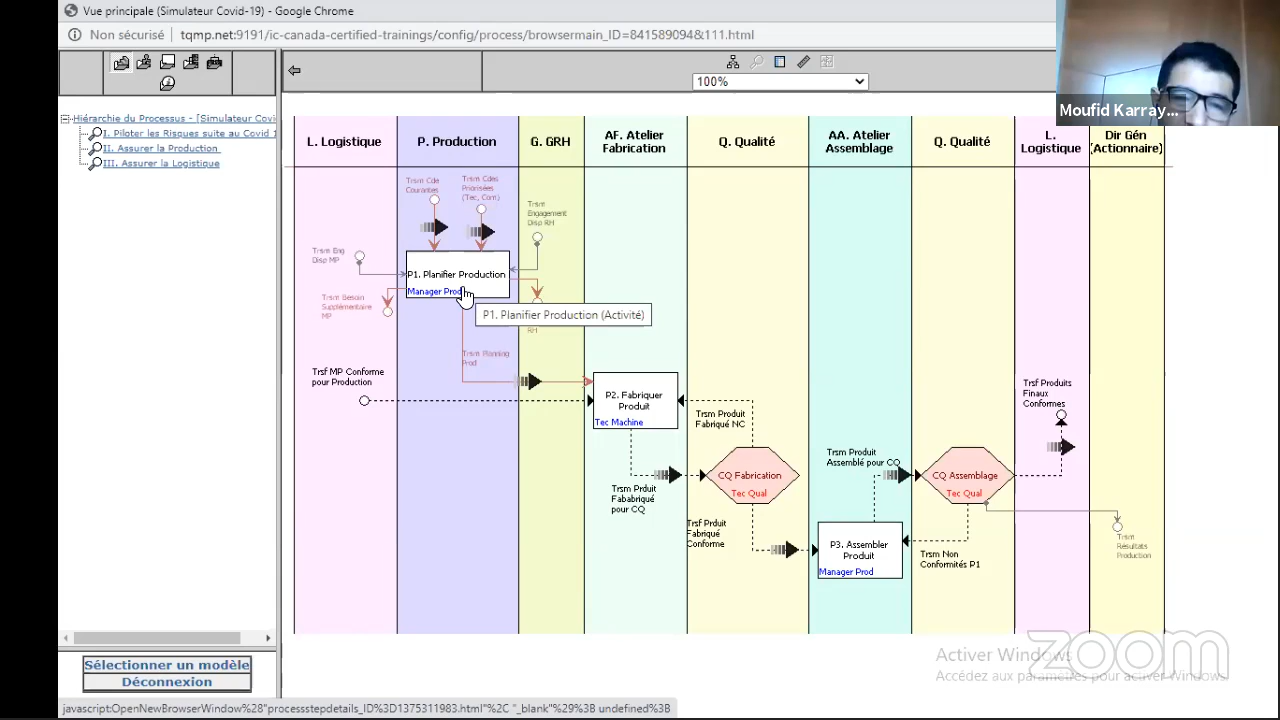 Vue principale (Simulateur Covid-19) - Google Chrome
Non sécurisé | tqmp.net:9191/ic-canada-certified-trainings/config/process/browsermain_ID=841589094&111.html
Moufid Karray...
100%
Hiérarchie du Processus - [Simulateur Covi
I. Piloter les Risques suite au Covid 1
II. Assurer la Production
III. Assurer la Logistique
L. Logistique
P. Production
G. GRH
AF. Atelier
Fabrication
Q. Qualité
AA. Atelier
Assemblage
Q. Qualité
L.
Logistique
Dir Gén
(Actionnaire)
Trsm Cde
Courantes
Trsm Cdes
Priorisées
(Tec, Com)
Trsm
Engagement
Disp RH
Trsm Eng
Disp MP
P1. Planifier Production
Manager Prod
Trsm Besoin
Supplémentaire
MP
P1. Planifier Production (Activité)
RH
Trsm Planning
Prod
Trsf MP Conforme
pour Production
P2. Fabriquer
Produit
Tec Machine
Trsm Produit
Fabriqué NC
Trsf Produits
Finaux
Conformes
Trsm Produit
Assemblé pour CQ
CQ Fabrication
Tec Qual
CQ Assemblage
Tec Qual
Trsm Prduit
Fababriqué
pour CQ
Trsf Prduit
Fabriqué
Conforme
P3. Assembler
Produit
Manager Prod
Trsm Non
Conformités P1
Trsm
Résultats
Production
Sélectionner un modèle
Déconnexion
Activer Windows
Accédez aux paramètres pour activer Windows.
zoom
javascript:OpenNewBrowserWindow%28"processstepdetails_ID%3D1375311983.html"%2C "_blank"%29%3B undefined%3B